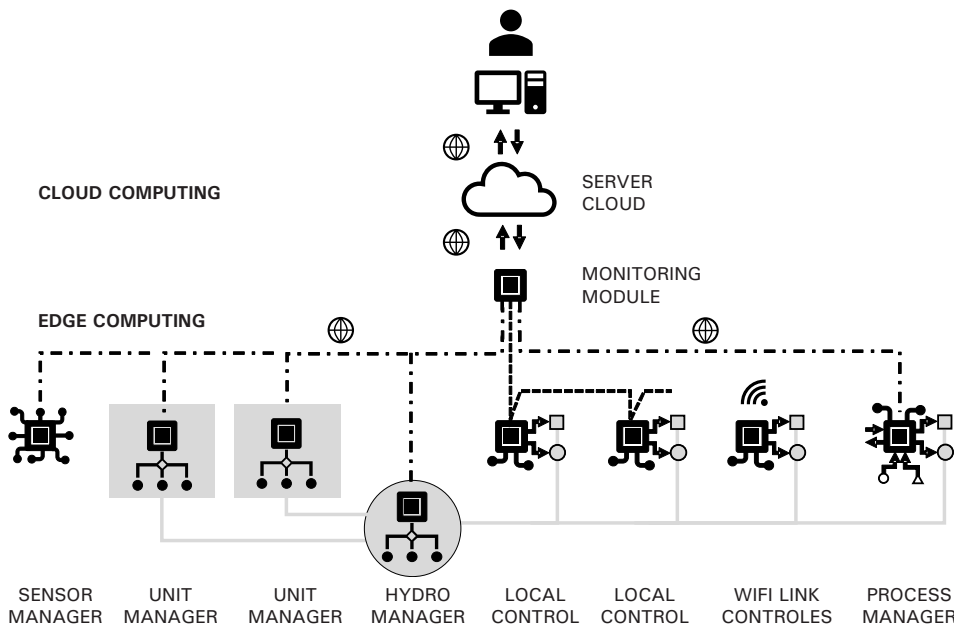 CLOUD COMPUTING
SERVER
CLOUD
MONITORING
MODULE
EDGE COMPUTING
SENSOR
MANAGER
UNIT
MANAGER
UNIT
MANAGER
HYDRO
MANAGER
LOCAL
CONTROL
LOCAL
CONTROL
WIFI LINK
CONTROLES
PROCESS
MANAGER